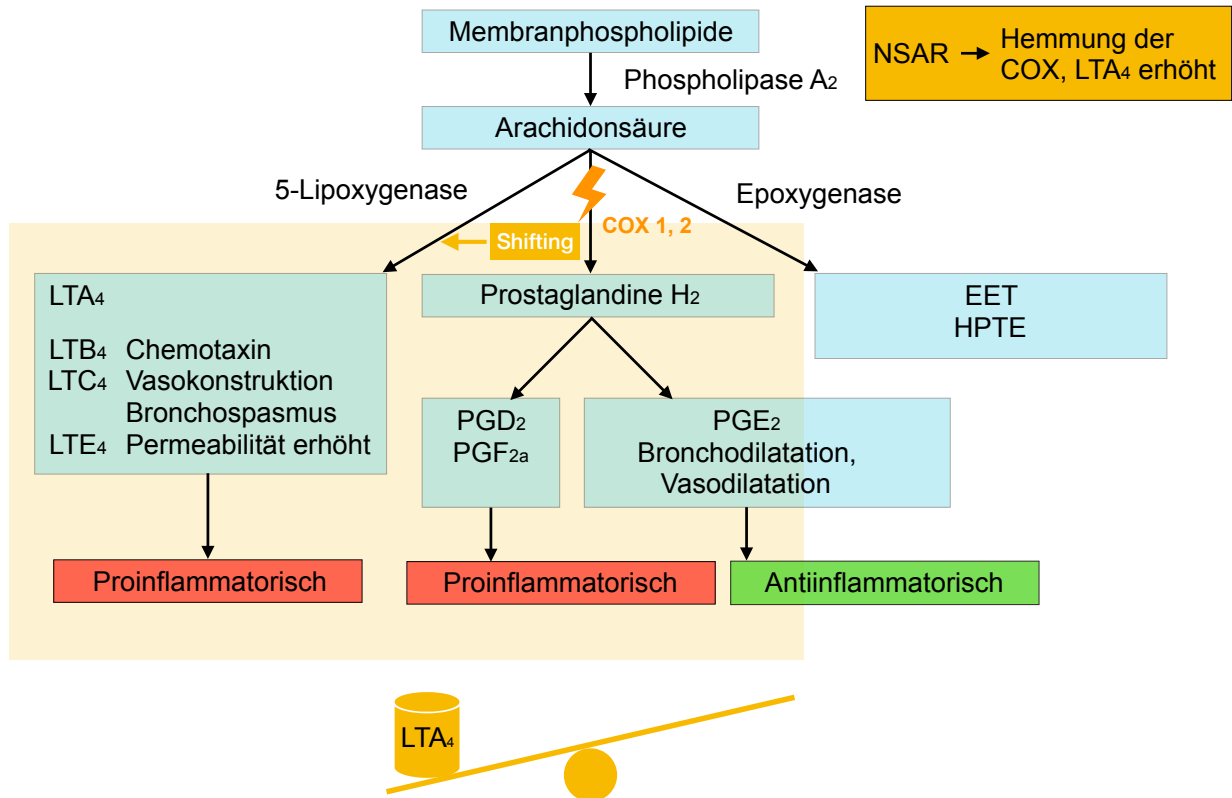 Membranphospholipide
NSAR
Hemmung der
COX, LTA4 erhöht
Phospholipase A2
Arachidonsäure
5-Lipoxygenase
Epoxygenase
COX 1, 2
Shifting
LTA4
LTB4 Chemotaxin
LTC4 Vasokonstruktion
Bronchospasmus
LTE4 Permeabilität erhöht
Prostaglandine H2
EET
HPTE
PGD2
PGF2a
PGE2
Bronchodilatation,
Vasodilatation
Proinflammatorisch
Proinflammatorisch
Antiinflammatorisch
LTA4